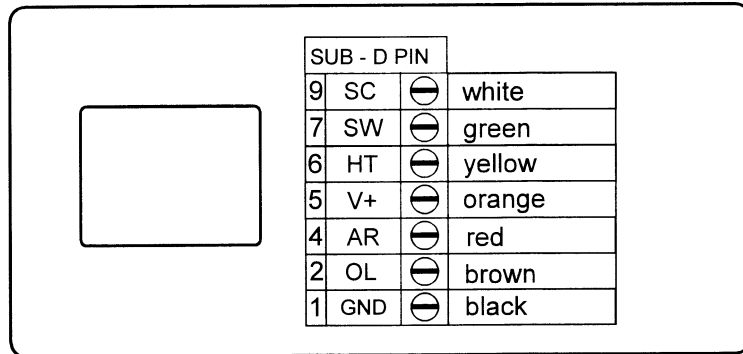 SUB - D PIN
9 SC white
7 SW green
6 HT yellow
5 V+ orange
4 AR red
2 OL brown
1 GND black